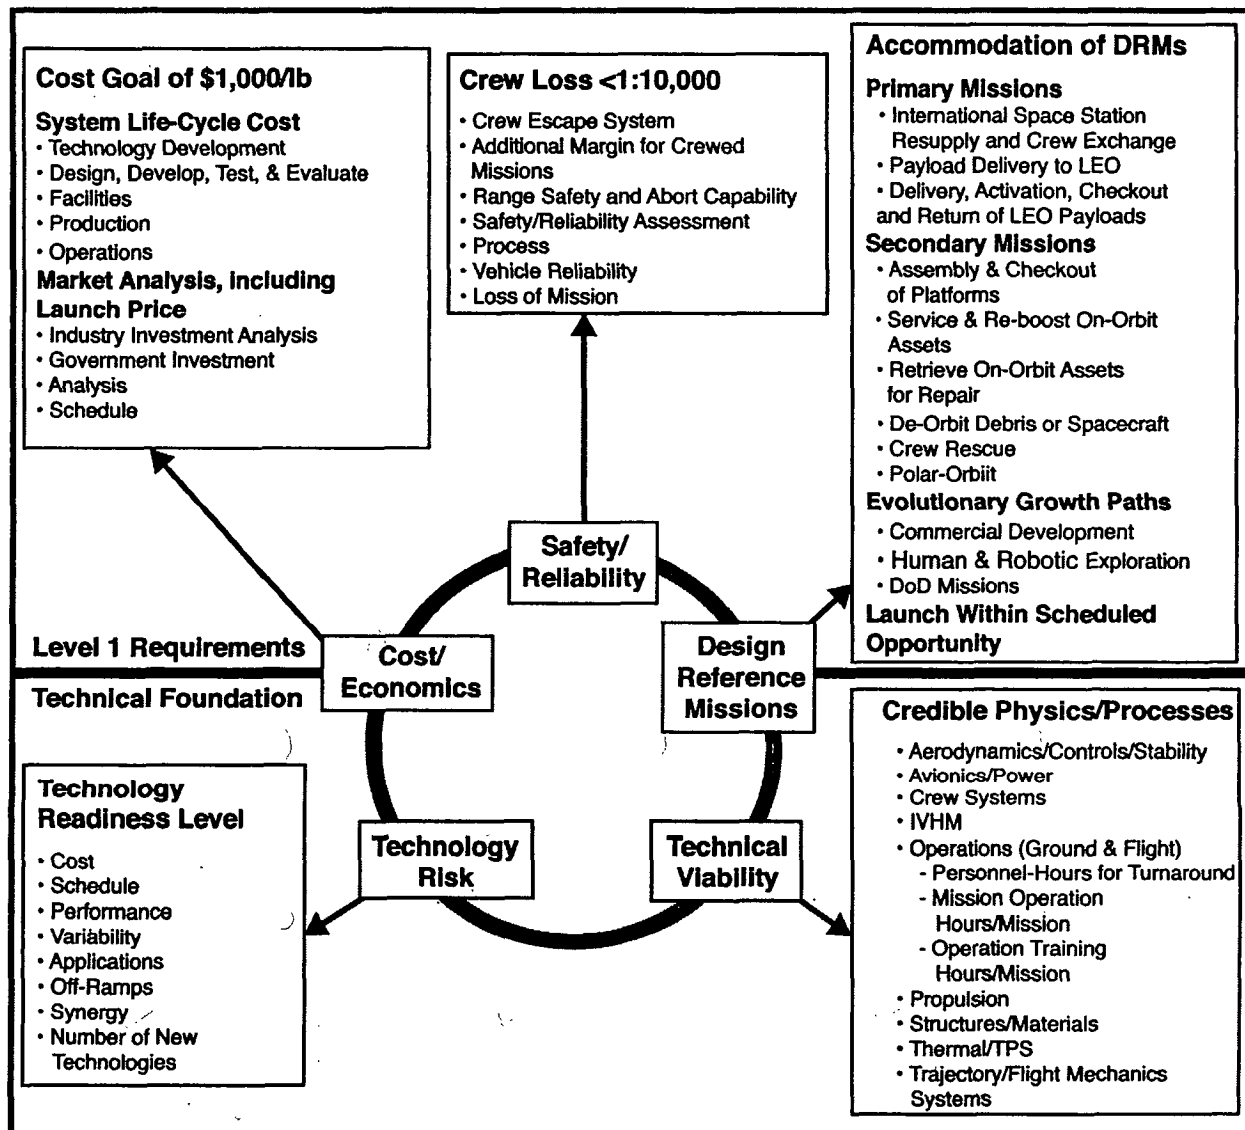 Cost Goal of $1,000/lb
System Life-Cycle Cost
• Technology Development
• Design, Develop, Test, & Evaluate
• Facilities
• Production
• Operations
Market Analysis, including
Launch Price
• Industry Investment Analysis
• Government Investment
• Analysis
• Schedule
Crew Loss <1:10,000
• Crew Escape System
• Additional Margin for Crewed
Missions
• Range Safety and Abort Capability
• Safety/Reliability Assessment
• Process
• Vehicle Reliability
• Loss of Mission
Accommodation of DRMs
Primary Missions
• International Space Station
Resupply and Crew Exchange
• Payload Delivery to LEO
• Delivery, Activation, Checkout
and Return of LEO Payloads
Secondary Missions
• Assembly & Checkout
of Platforms
• Service & Re-boost On-Orbit
Assets
• Retrieve On-Orbit Assets
for Repair
• De-Orbit Debris or Spacecraft
• Crew Rescue
• Polar-Orbiit
Evolutionary Growth Paths
• Commercial Development
• Human & Robotic Exploration
• DoD Missions
Launch Within Scheduled
Opportunity
Safety/
Reliability
Level 1 Requirements
Cost/
Economics
Design
Reference
Missions
Technical Foundation
Technology
Readiness Level
• Cost
• Schedule
• Performance
• Variability
• Applications
• Off-Ramps
• Synergy
• Number of New
Technologies
Technology
Risk
Technical
Viability
Credible Physics/Processes
• Aerodynamics/Controls/Stability
• Avionics/Power
• Crew Systems
• IVHM
• Operations (Ground & Flight)
- Personnel-Hours for Turnaround
- Mission Operation
Hours/Mission
- Operation Training
Hours/Mission
• Propulsion
• Structures/Materials
• Thermal/TPS
• Trajectory/Flight Mechanics
Systems